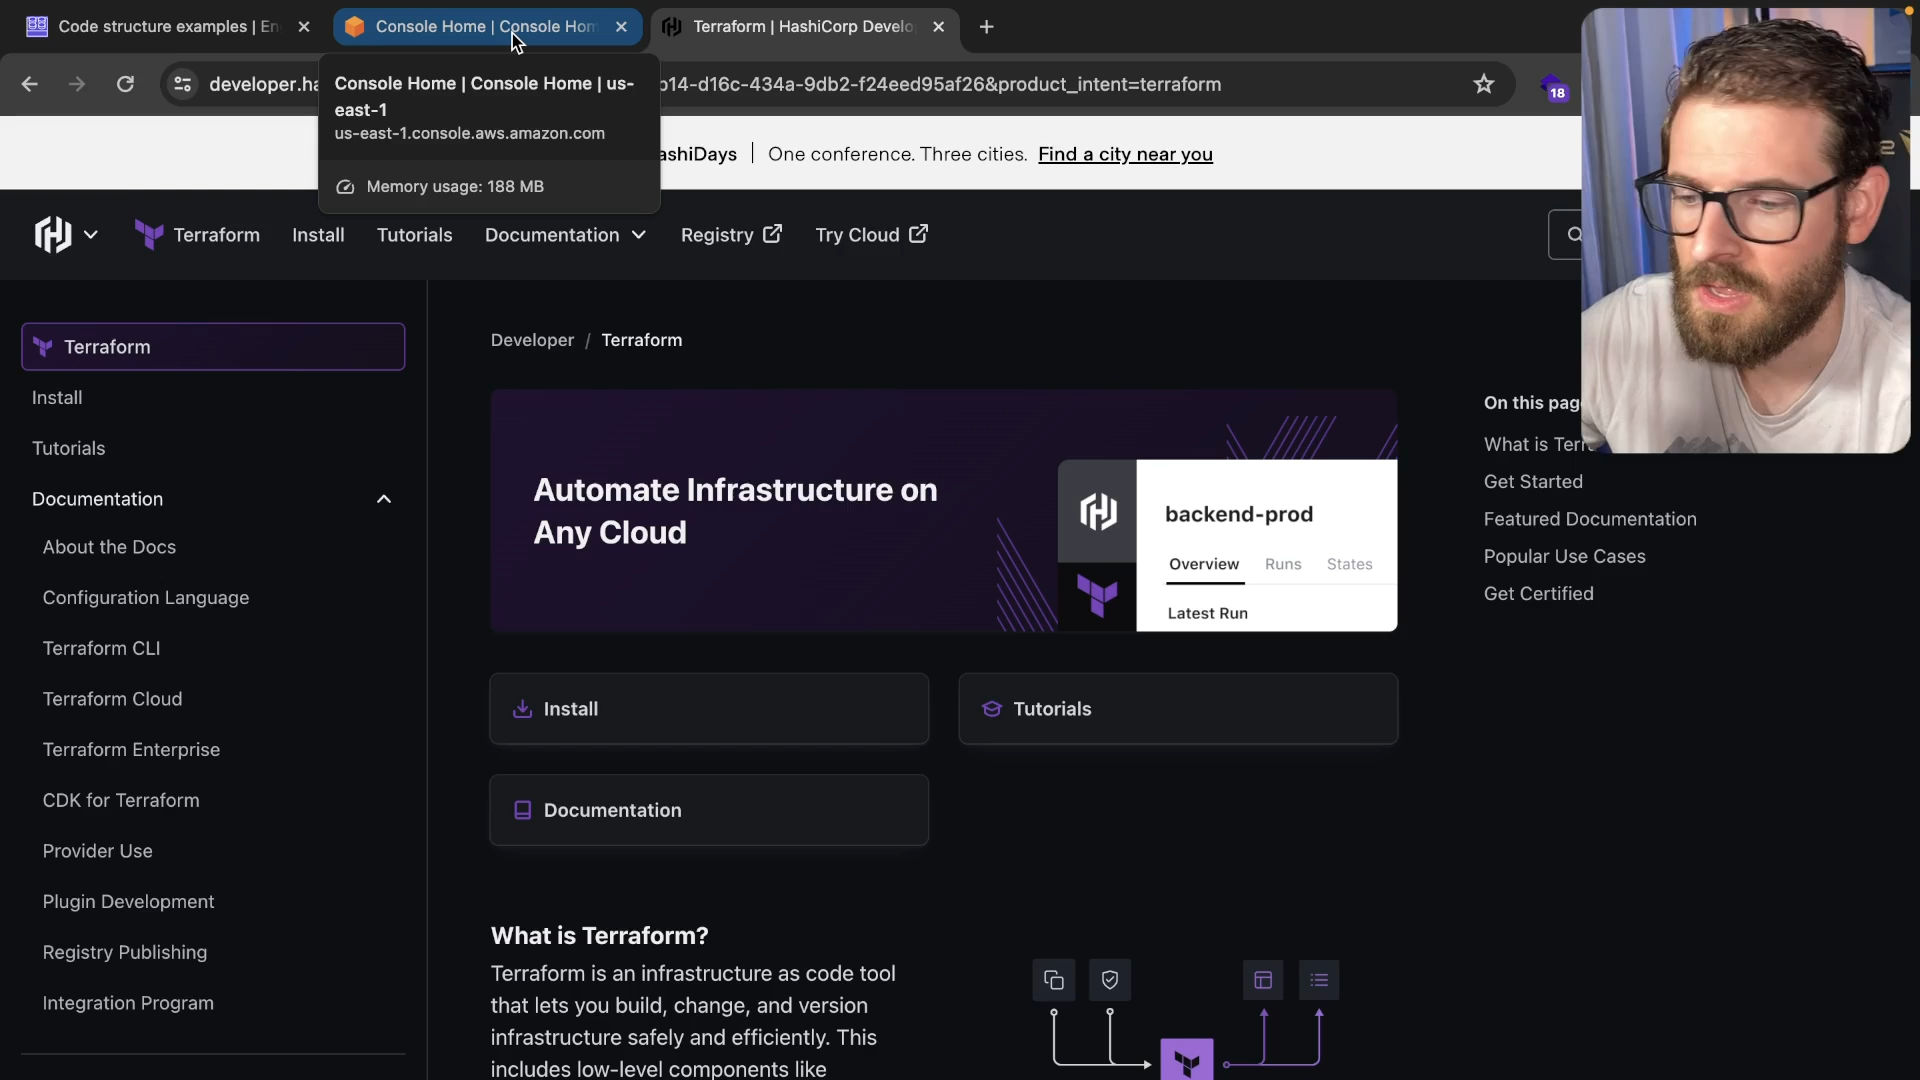 Code structure examples | En
Console Home | Console Hom
Terraform | HashiCorp Develo
developer.ha
b14-d16c-434a-9db2-f24eed95af26&product_intent=terraform
18
Console Home | Console Home | us-
east-1
us-east-1.console.aws.amazon.com
Memory usage: 188 MB
ashiDays
One conference. Three cities. Find a city near you
Terraform
Install
Tutorials
Documentation
Registry
Try Cloud
Terraform
Install
Tutorials
Documentation
About the Docs
Configuration Language
Terraform CLI
Terraform Cloud
Terraform Enterprise
CDK for Terraform
Provider Use
Plugin Development
Registry Publishing
Integration Program
Developer / Terraform
Automate Infrastructure on
Any Cloud
backend-prod
Overview Runs States
Latest Run
Install
Tutorials
Documentation
What is Terraform?
Terraform is an infrastructure as code tool
that lets you build, change, and version
infrastructure safely and efficiently. This
includes low-level components like
On this pag
What is Terr
Get Started
Featured Documentation
Popular Use Cases
Get Certified